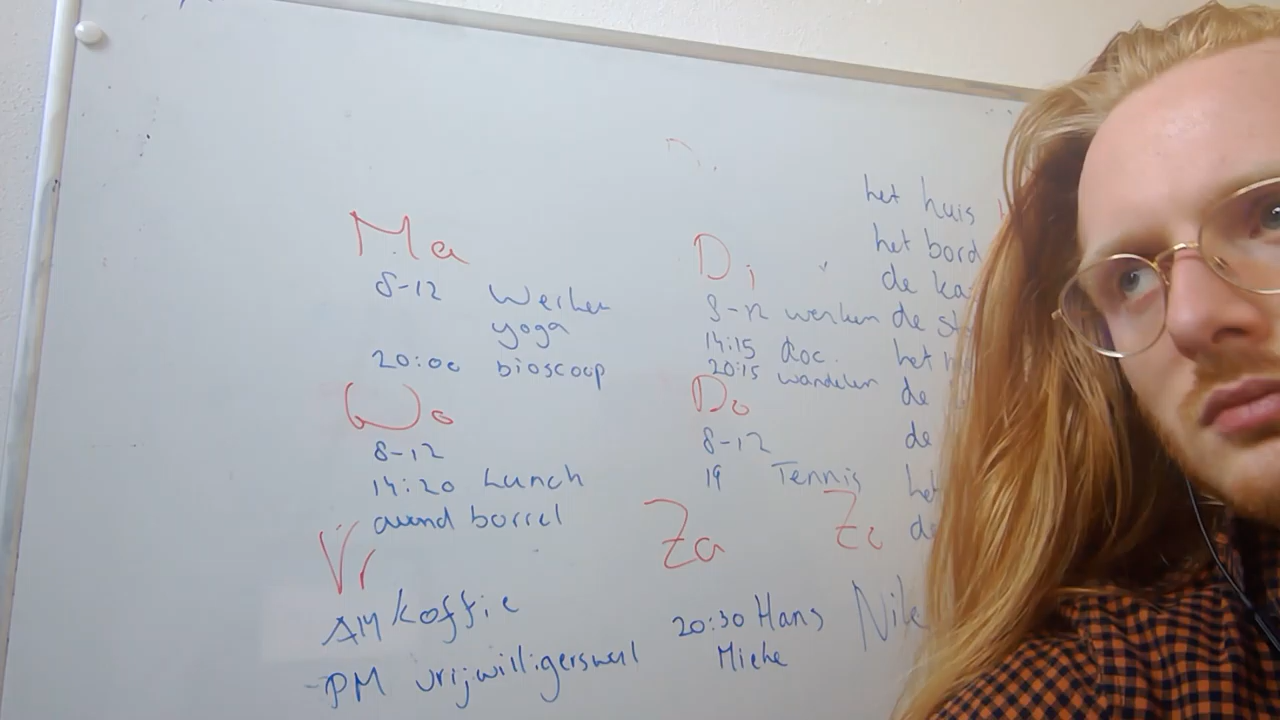 Ma
8-12 Werken
yoga
20:00 bioscoop
Di
8-12 werken
14:15 doc.
20:15 wandelen
Wo
8-12
14:20 Lunch
avond borrel
Do
8-12
19 Tennis
Vr
AM koffie
PM
Za
20:30 Hans
Mieke
Zo
het huis
het bord
de
de
het
de
de
het
de